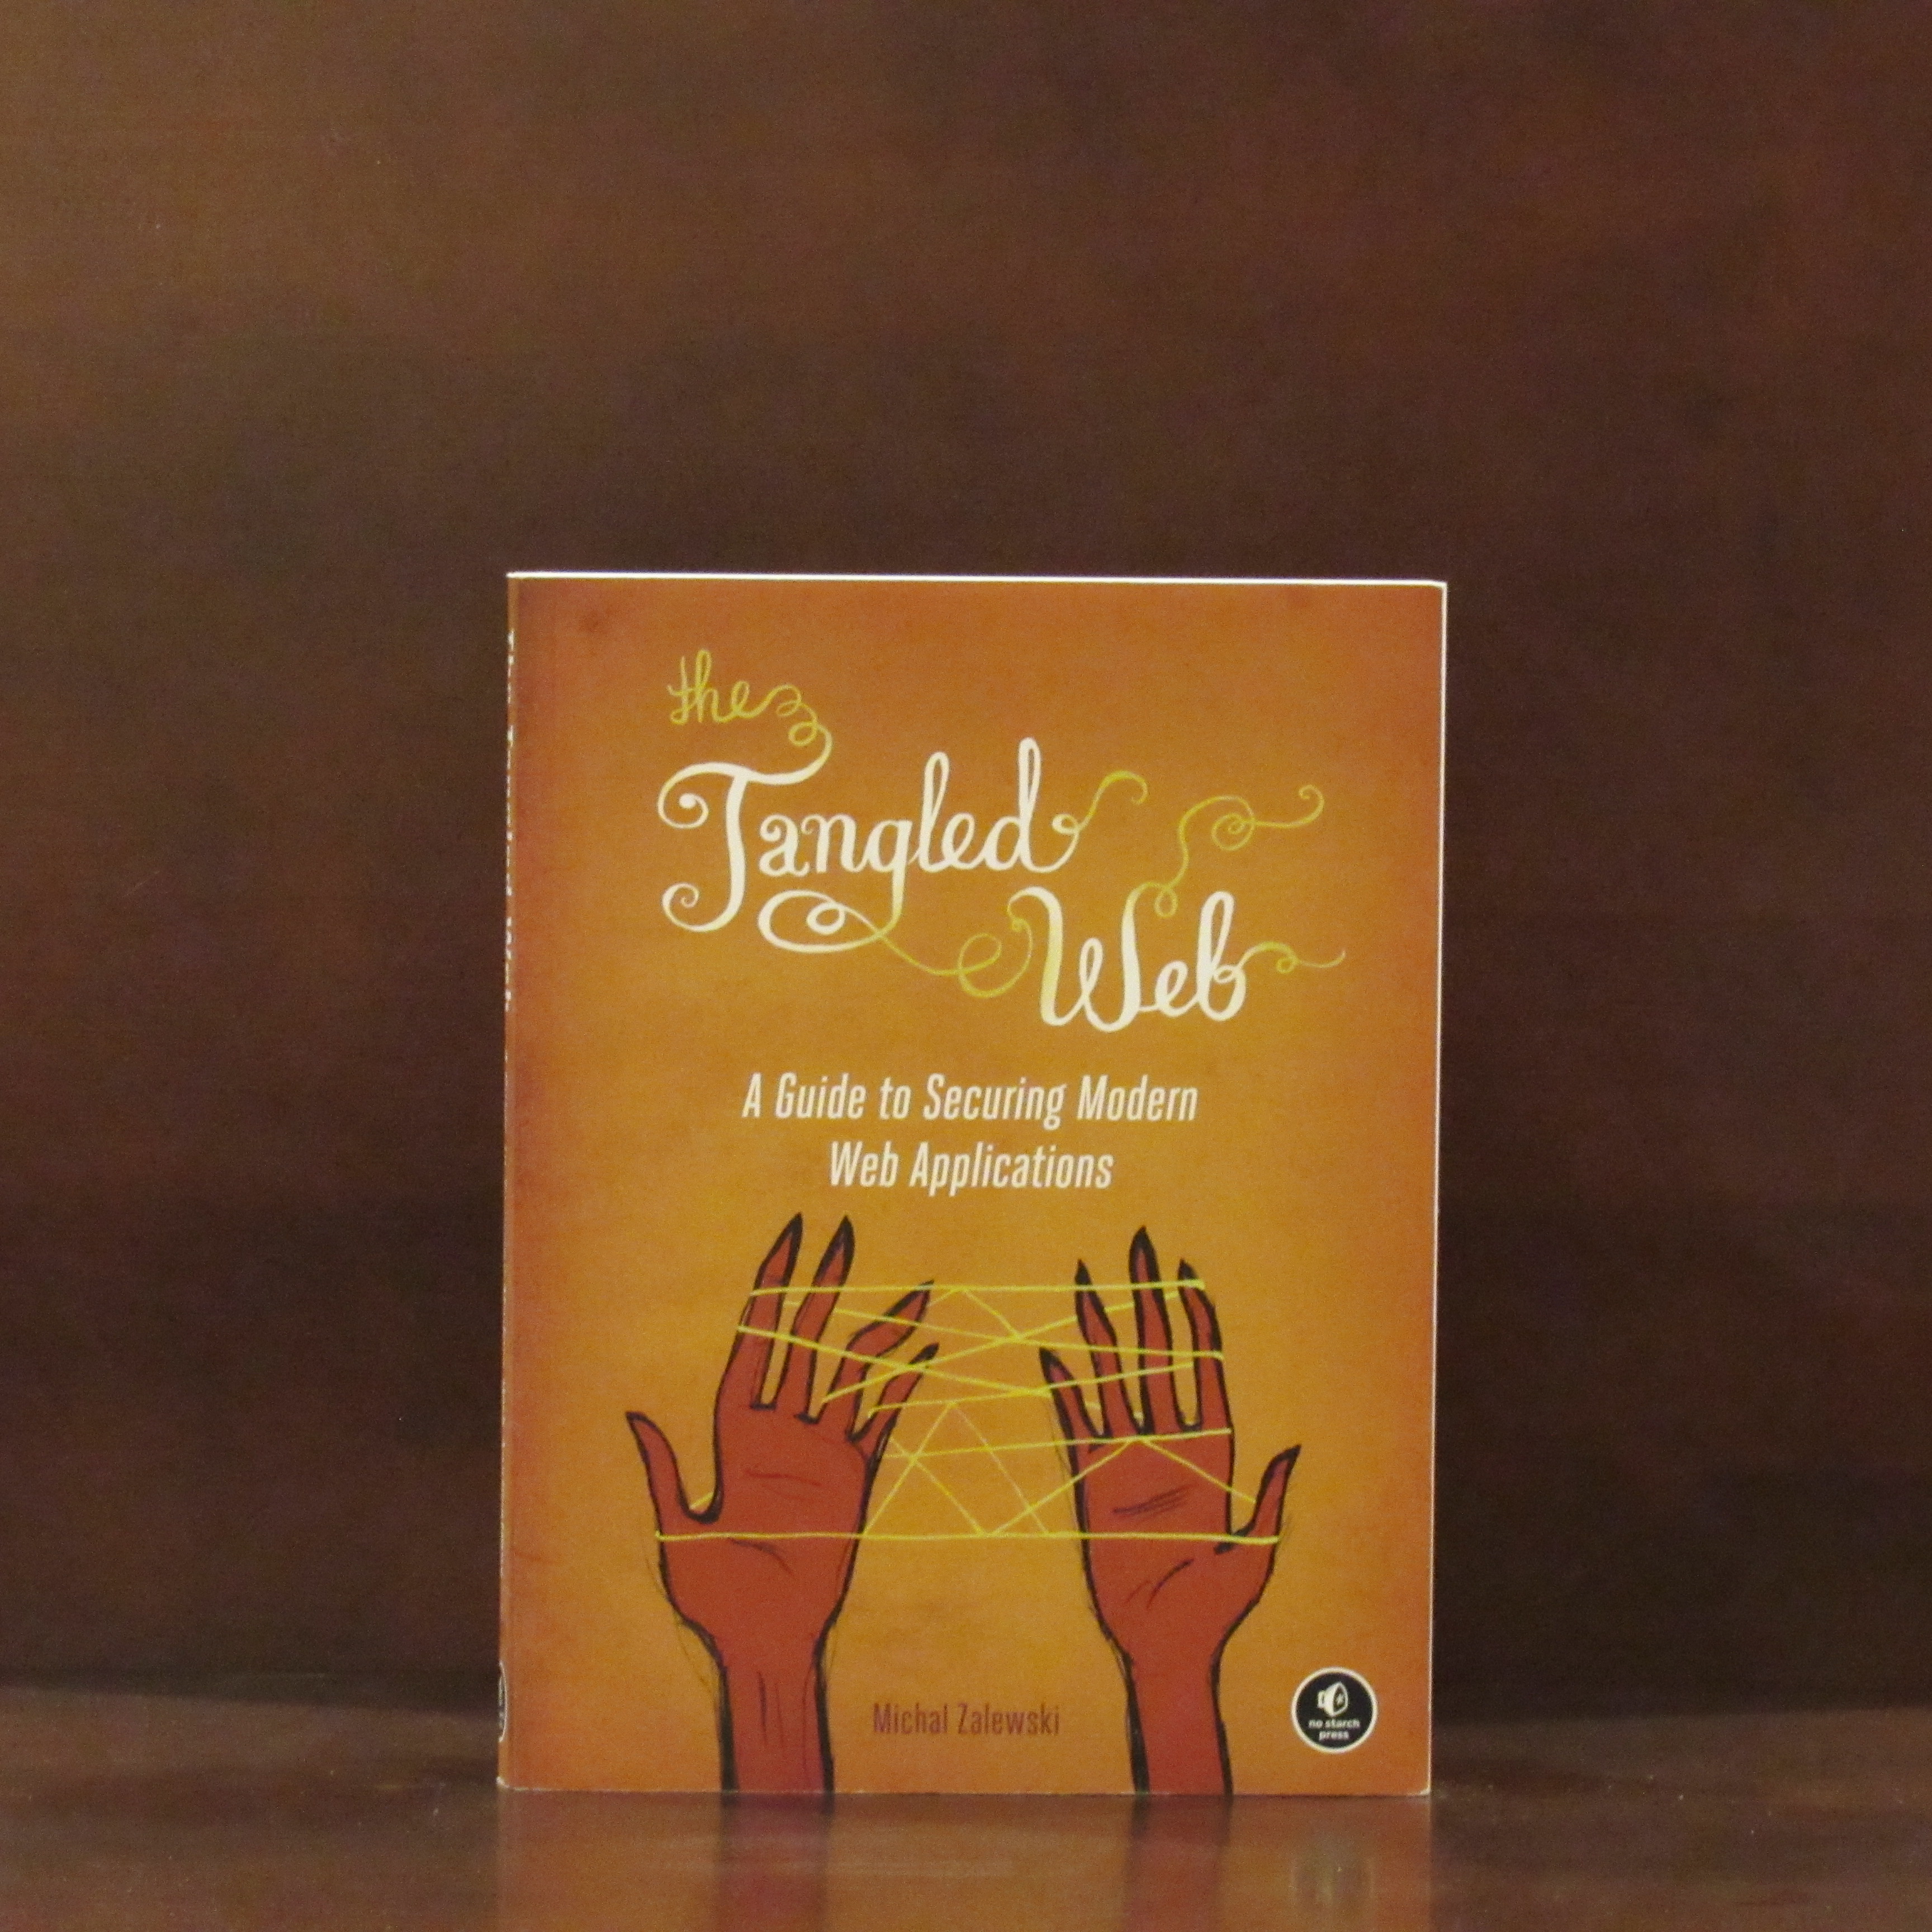 the
Tangled
Web
A Guide to Securing Modern
Web Applications
Michal Zalewski
no starch
press